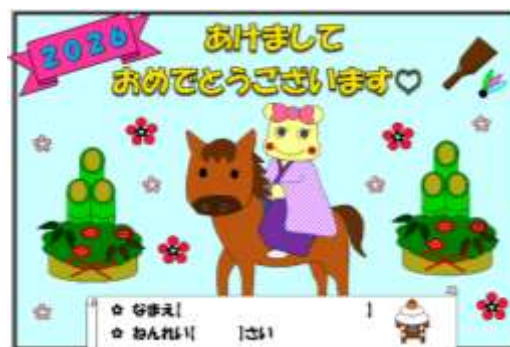 2026
あけまして
おめでとうございます♡
✿ なまえ[ ]
✿ ねんれい[ ]さい